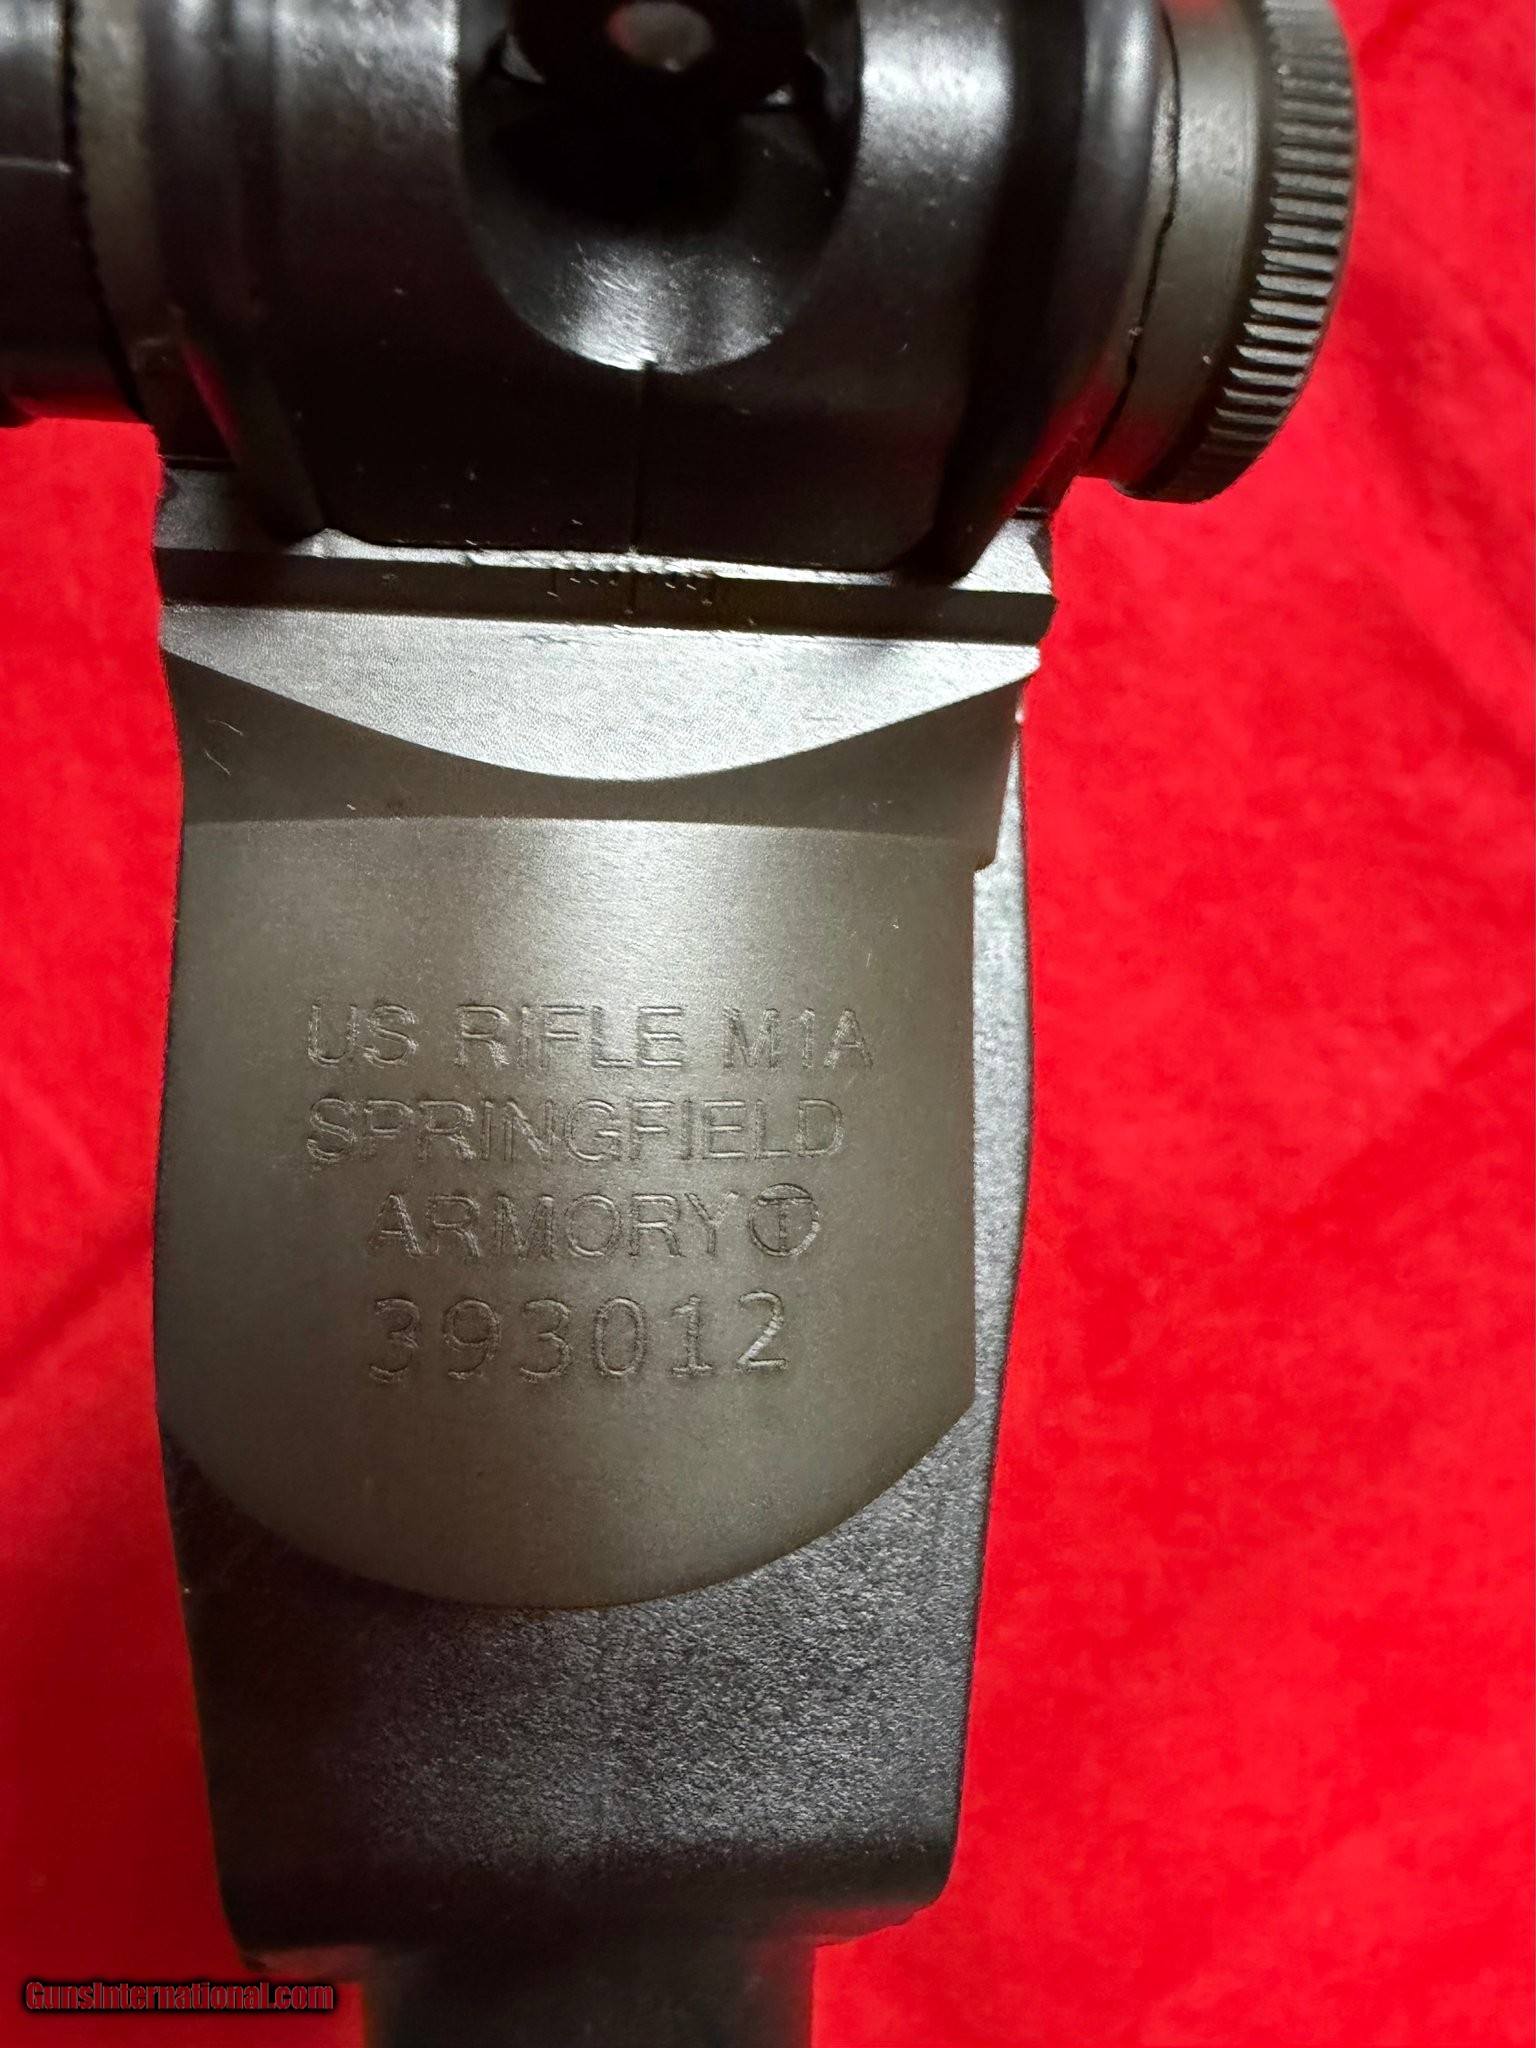 US RIFLE M1A
SPRINGFIELD
ARMORY Ⓣ
393012
GunsInternational.com